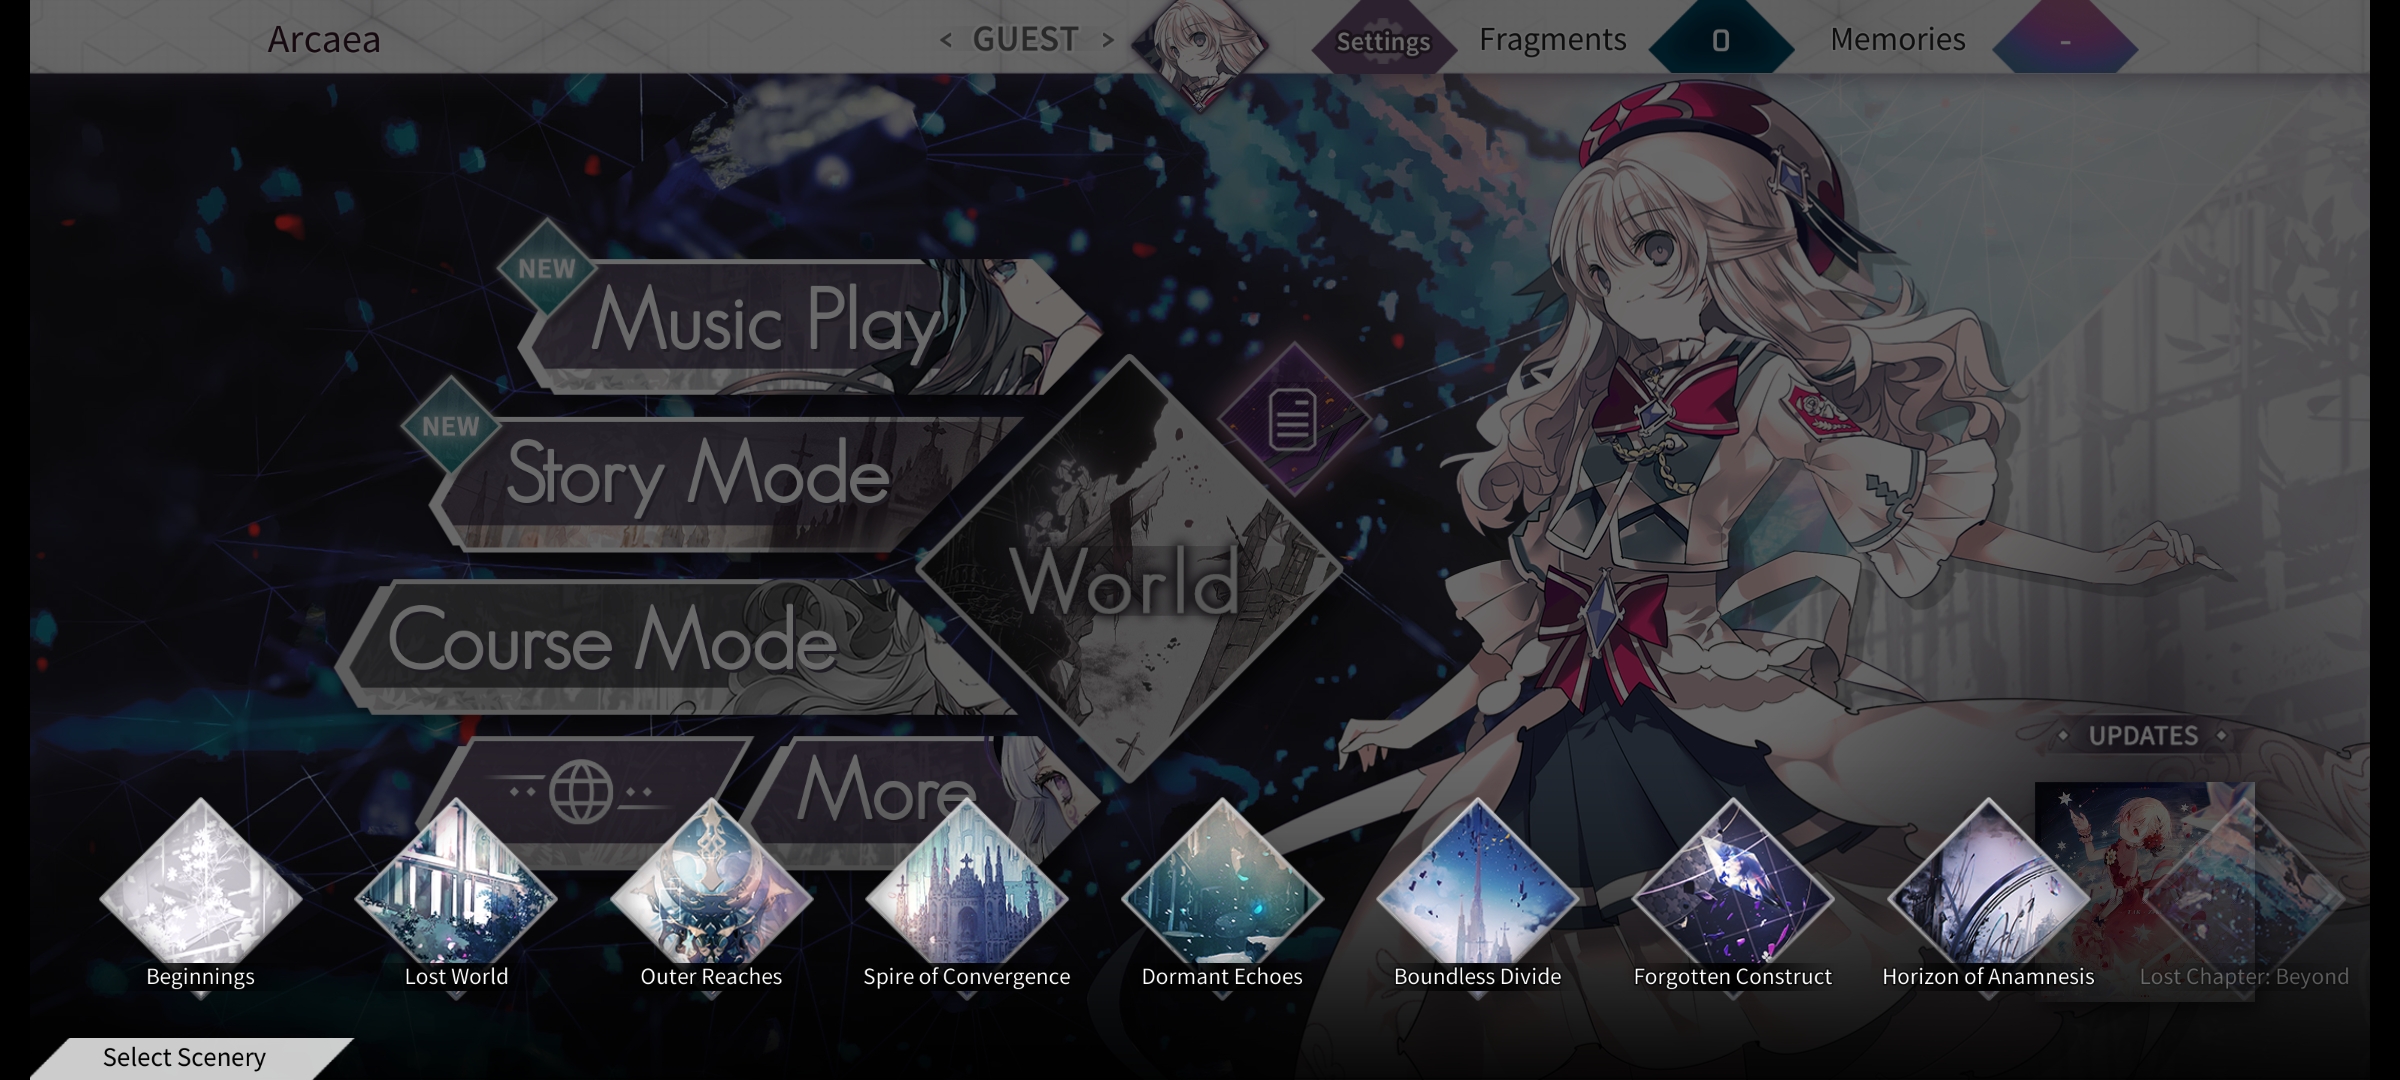 Arcaea
< GUEST >
Settings
Fragments
0
Memories
-
NEW
Music Play
NEW
Story Mode
World
Course Mode
More
UPDATES
Beginnings
Lost World
Outer Reaches
Spire of Convergence
Dormant Echoes
Boundless Divide
Forgotten Construct
Horizon of Anamnesis
Lost Chapter: Beyond
Select Scenery